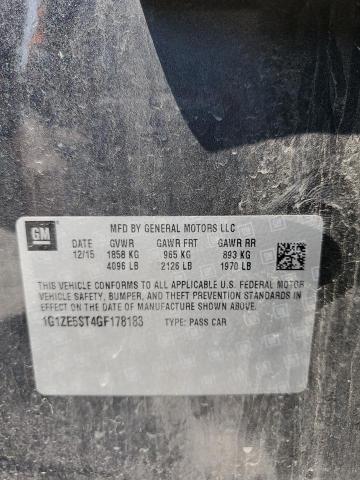 GM
MFD BY GENERAL MOTORS LLC
DATE GVWR GAWR FRT GAWR RR
12/15 1858 KG 965 KG 893 KG
4096 LB 2126 LB 1970 LB
THIS VEHICLE CONFORMS TO ALL APPLICABLE U.S. FEDERAL MOTOR
VEHICLE SAFETY, BUMPER, AND THEFT PREVENTION STANDARDS
IN EFFECT ON THE DATE OF MANUFACTURE SHOWN ABOVE.
1G1ZE5ST4GF178183 TYPE: PASS CAR